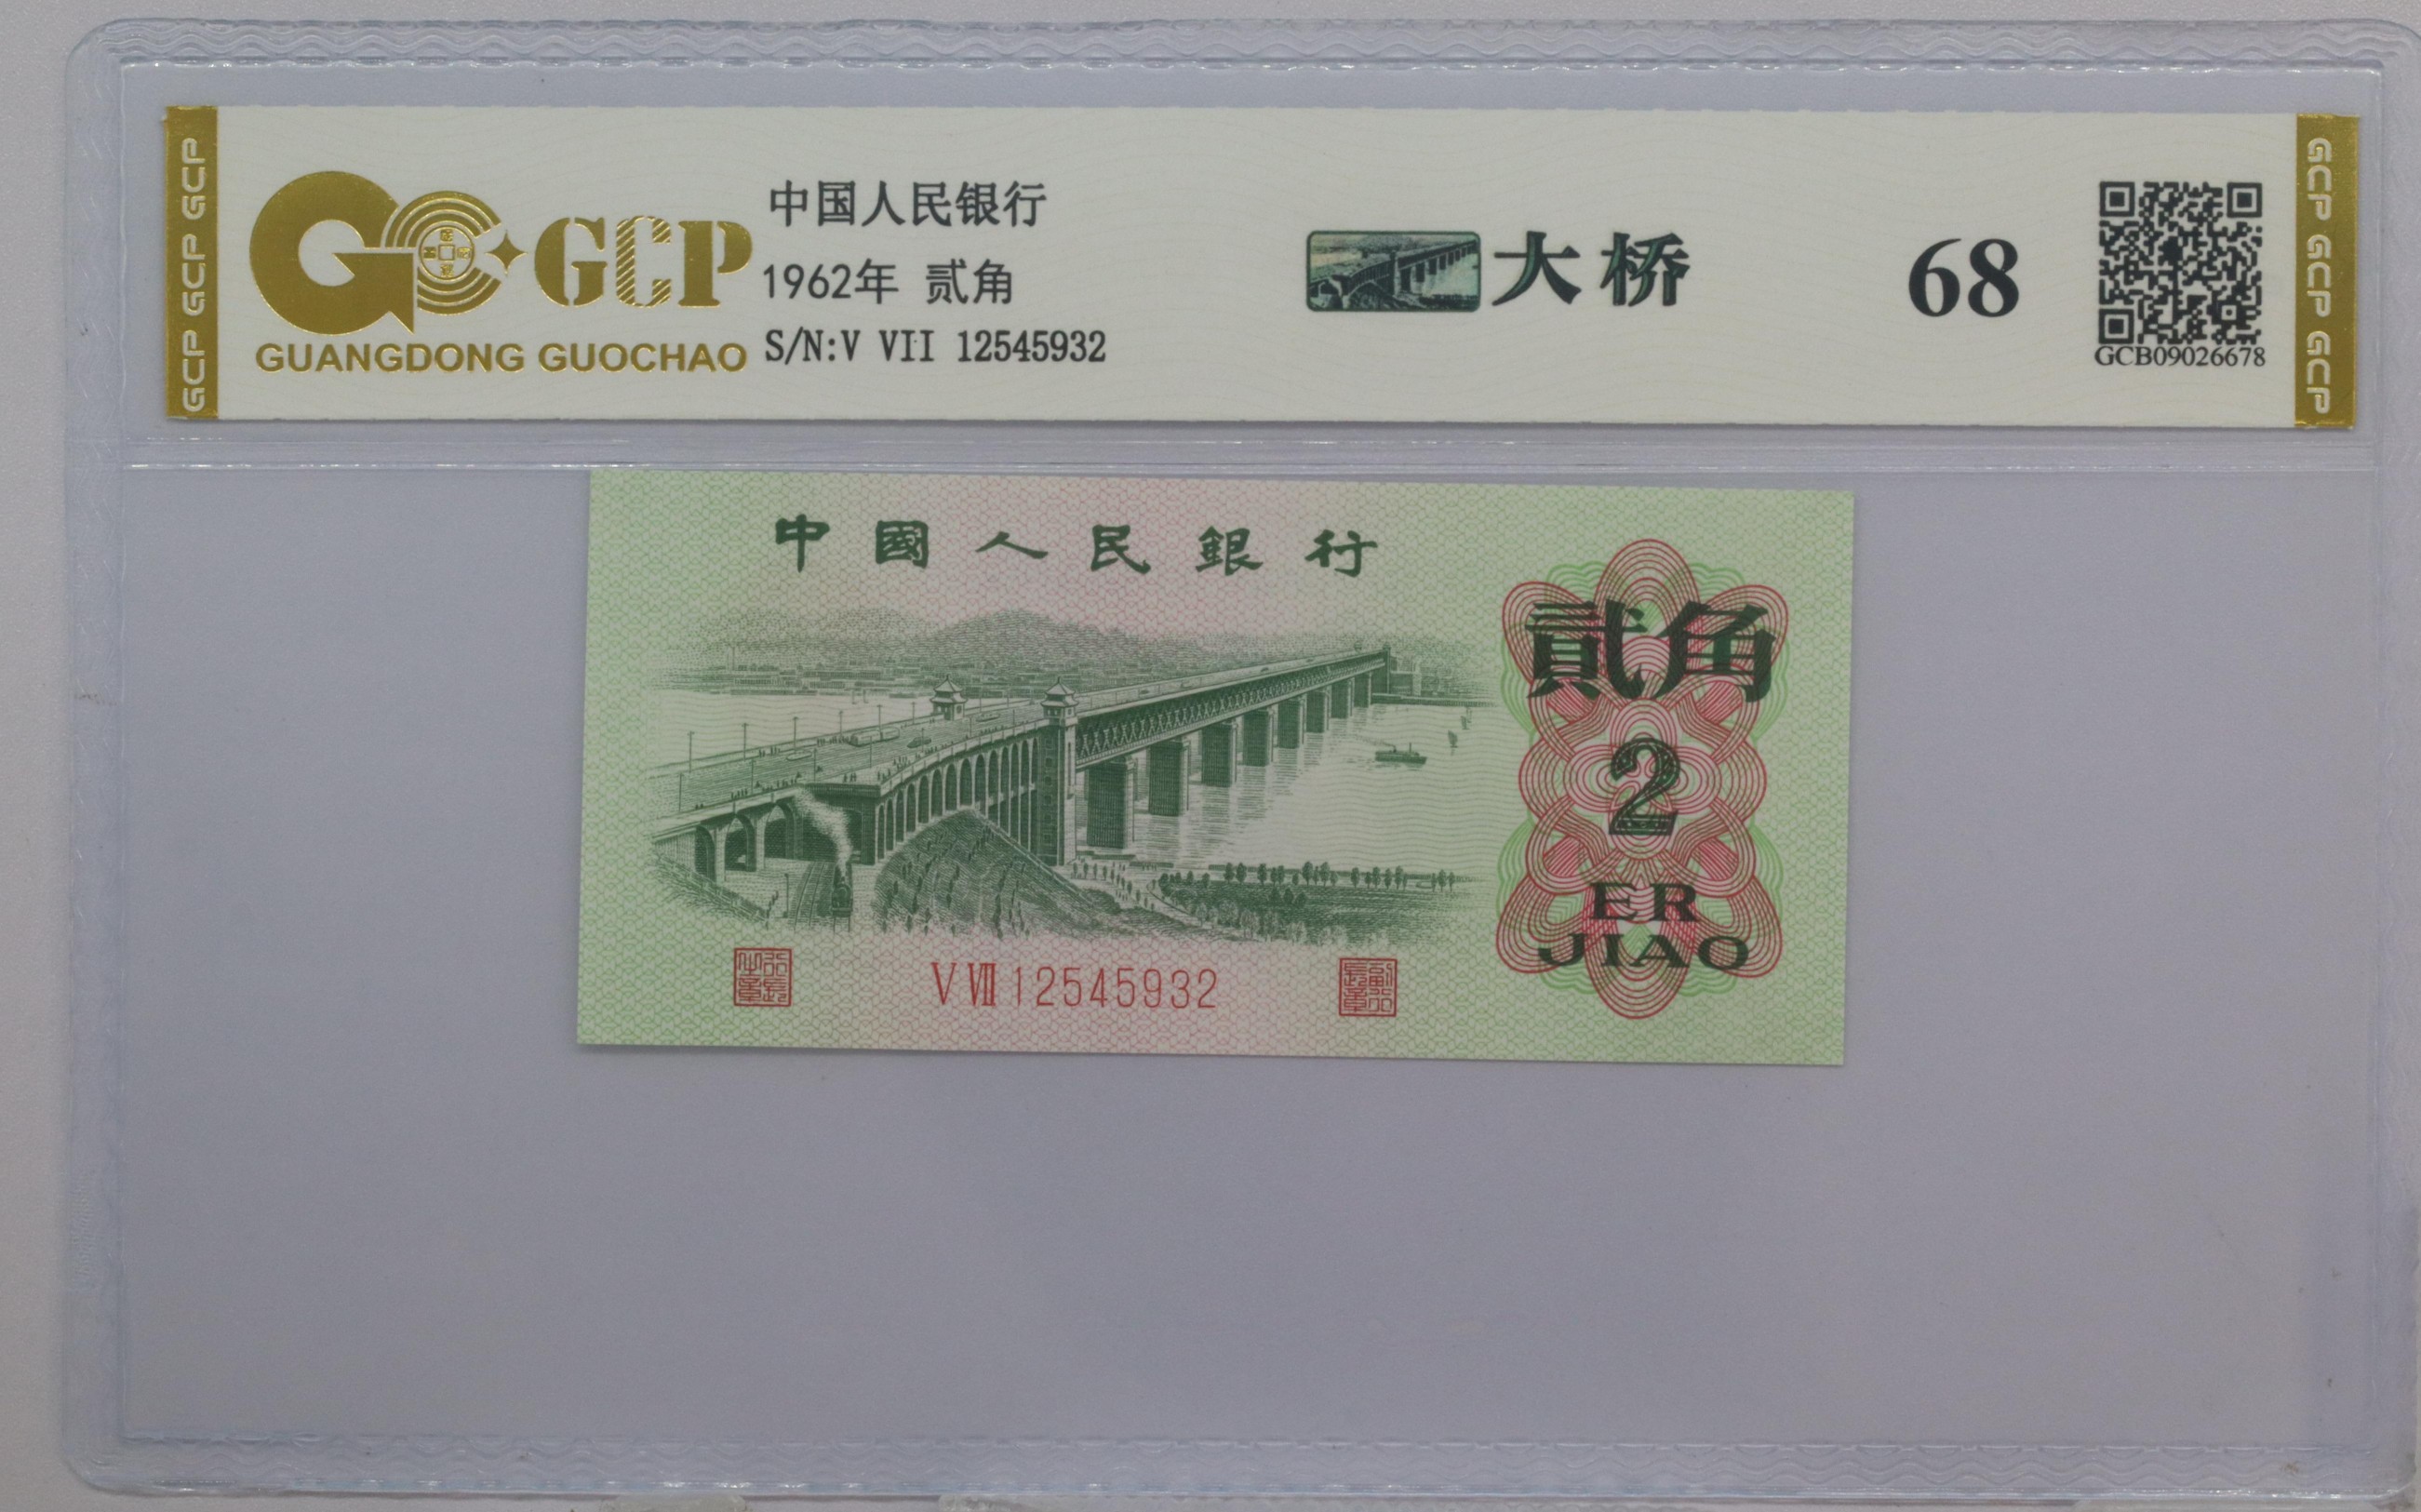 GCP GCP GCP
GCP
GUANGDONG GUOCHAO
中国人民银行
1962年 贰角
S/N:V VII 12545932
大桥
68
GCB09026678
GCP GCP GCP
中國人民銀行
貳角
2
ER
JIAO
V VII 12545932